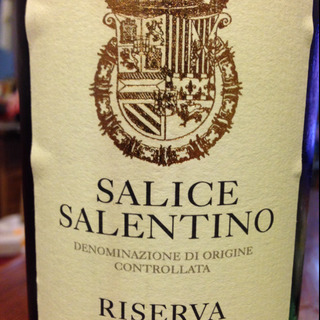 SALICE
SALENTINO
DENOMINAZIONE DI ORIGINE
CONTROLLATA
RISERVA